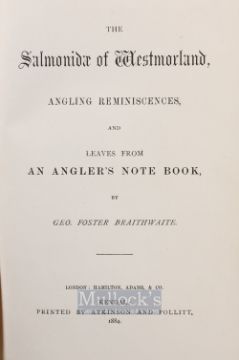 THE
Salmonidæ of Westmorland,
ANGLING REMINISCENCES,
AND
LEAVES FROM
AN ANGLER'S NOTE BOOK,
BY
GEO. FOSTER BRAITHWAITE.
LONDON: HAMILTON, ADAMS, & CO.
KENDAL:
Mullock's
PRINTED BY ATKINSON AND POLLITT,
1884.